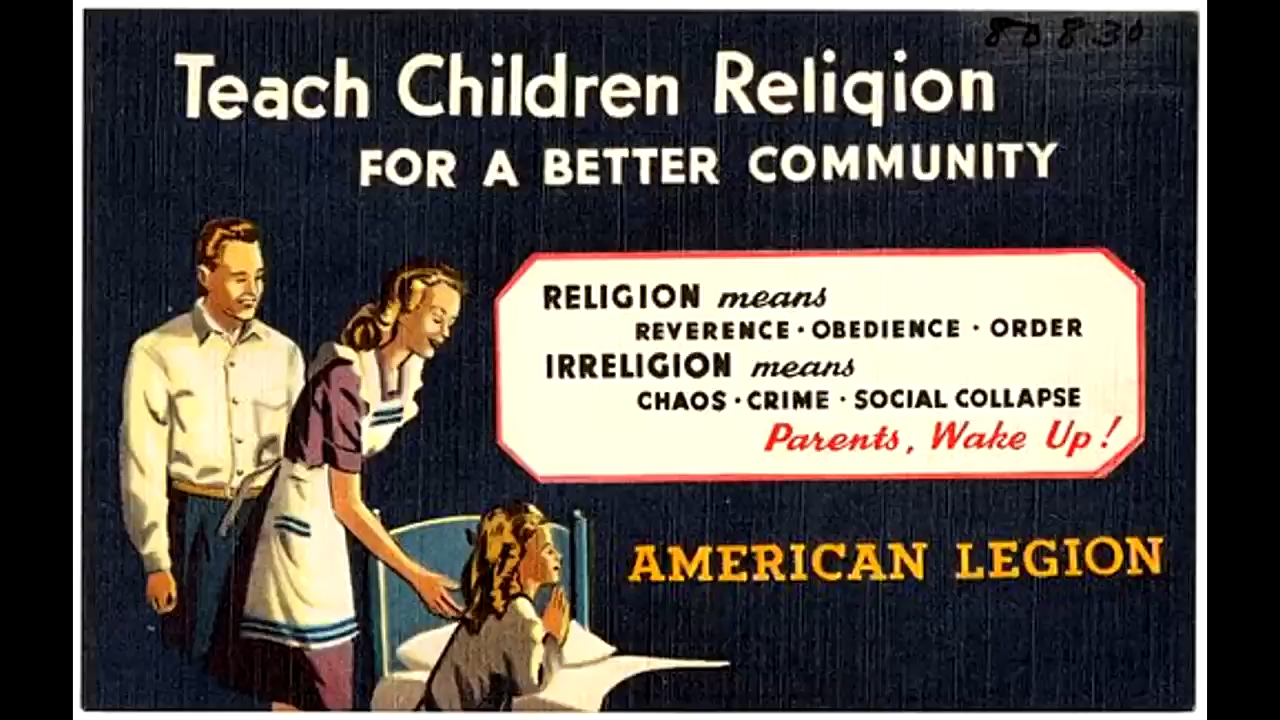 80830
Teach Children Religion
FOR A BETTER COMMUNITY
RELIGION means
REVERENCE · OBEDIENCE · ORDER
IRRELIGION means
CHAOS · CRIME · SOCIAL COLLAPSE
Parents, Wake Up!
AMERICAN LEGION